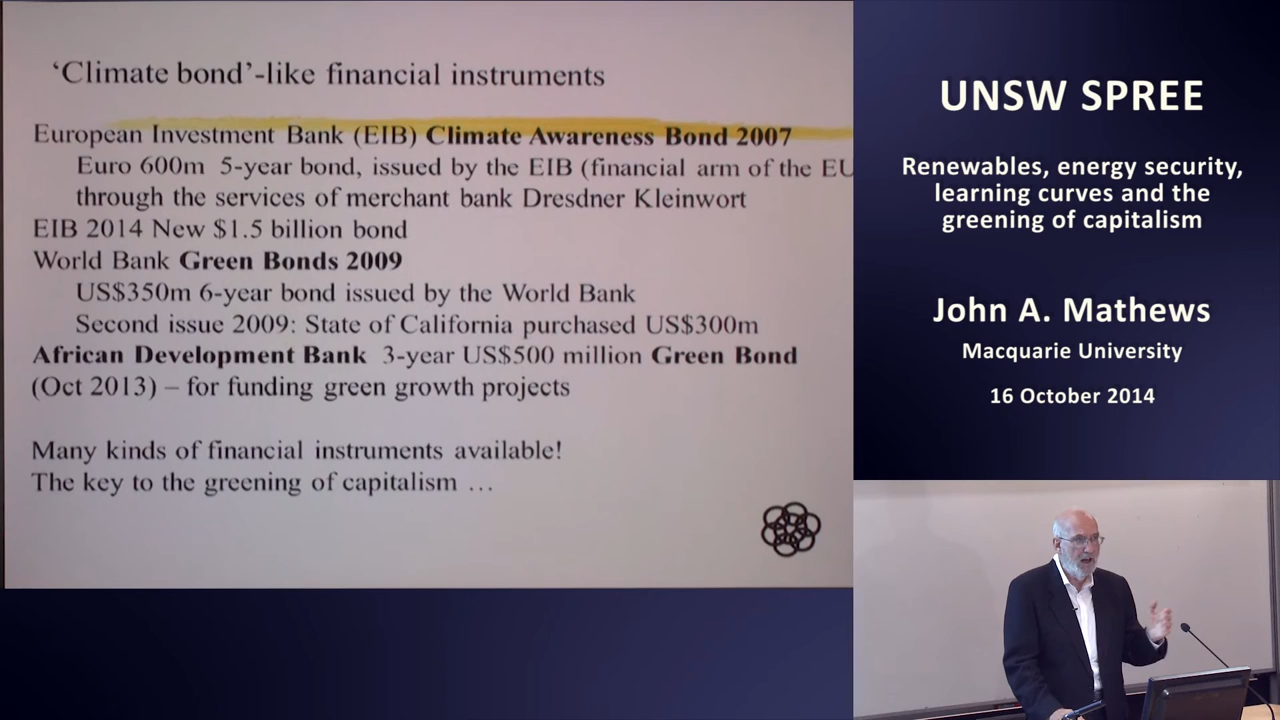 ‘Climate bond’-like financial instruments
European Investment Bank (EIB) Climate Awareness Bond 2007
Euro 600m 5-year bond, issued by the EIB (financial arm of the EU
through the services of merchant bank Dresdner Kleinwort
EIB 2014 New $1.5 billion bond
World Bank Green Bonds 2009
US$350m 6-year bond issued by the World Bank
Second issue 2009: State of California purchased US$300m
African Development Bank 3-year US$500 million Green Bond
(Oct 2013) – for funding green growth projects
Many kinds of financial instruments available!
The key to the greening of capitalism …
UNSW SPREE
Renewables, energy security,
learning curves and the
greening of capitalism
John A. Mathews
Macquarie University
16 October 2014